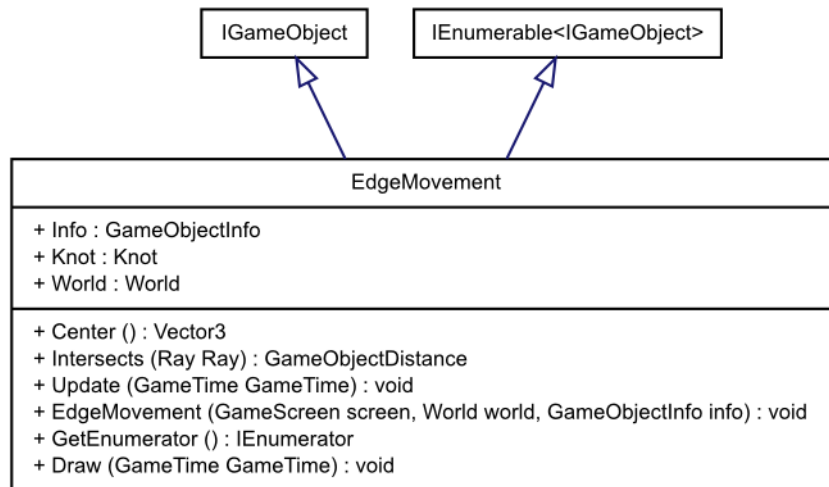 IGameObject
IEnumerable<IGameObject>
EdgeMovement
+ Info : GameObjectInfo
+ Knot : Knot
+ World : World
+ Center () : Vector3
+ Intersects (Ray Ray) : GameObjectDistance
+ Update (GameTime GameTime) : void
+ EdgeMovement (GameScreen screen, World world, GameObjectInfo info) : void
+ GetEnumerator () : IEnumerator
+ Draw (GameTime GameTime) : void